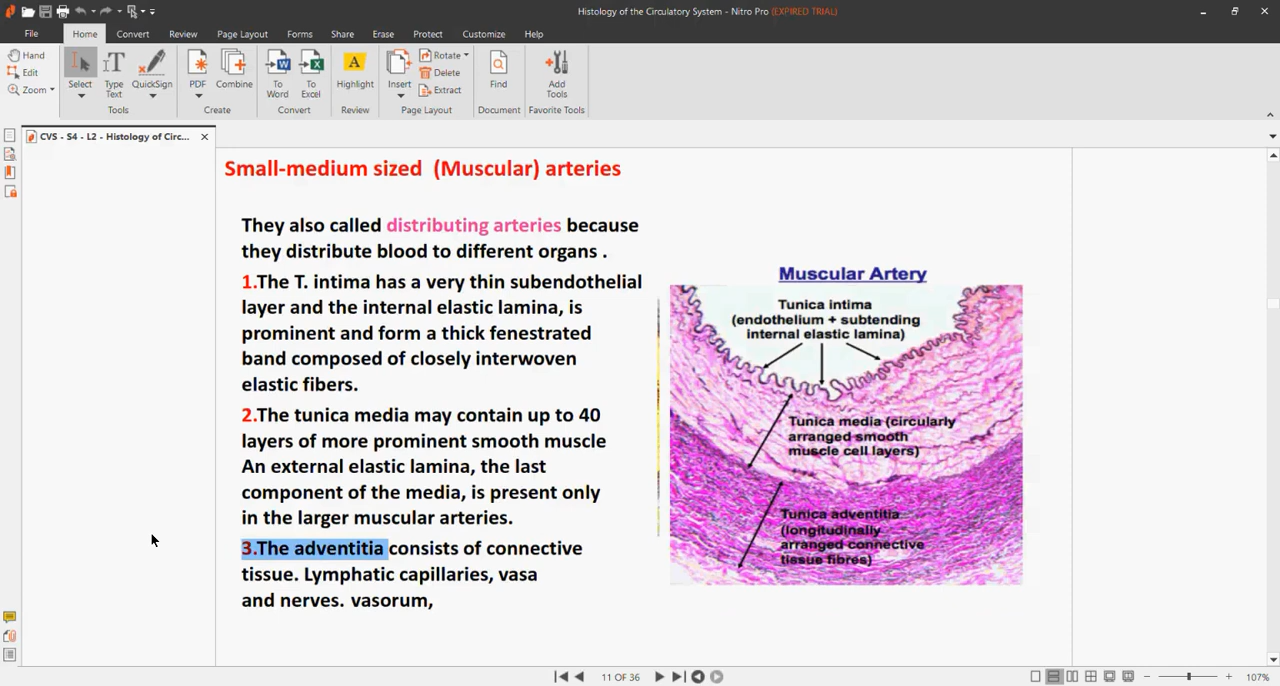 Histology of the Circulatory System - Nitro Pro (EXPIRED TRIAL)
File Home Convert Review Page Layout Forms Share Erase Protect Customize Help
Hand
Edit
Zoom
Select
Type Text
QuickSign
Tools
PDF
Combine
Create
To Word
To Excel
Convert
Highlight
Review
Insert
Rotate
Delete
Extract
Page Layout
Find
Document
Add Tools
Favorite Tools
CVS - S4 - L2 - Histology of Circ...
Small-medium sized (Muscular) arteries
They also called distributing arteries because
they distribute blood to different organs .
1.The T. intima has a very thin subendothelial
layer and the internal elastic lamina, is
prominent and form a thick fenestrated
band composed of closely interwoven
elastic fibers.
2.The tunica media may contain up to 40
layers of more prominent smooth muscle
An external elastic lamina, the last
component of the media, is present only
in the larger muscular arteries.
3.The adventitia consists of connective
tissue. Lymphatic capillaries, vasa
and nerves. vasorum,
Muscular Artery
Tunica intima
(endothelium + subtending
internal elastic lamina)
Tunica media (circularly
arranged smooth
muscle cell layers)
Tunica adventitia
(longitudinally
arranged connective
tissue fibres)
11 OF 36
107%